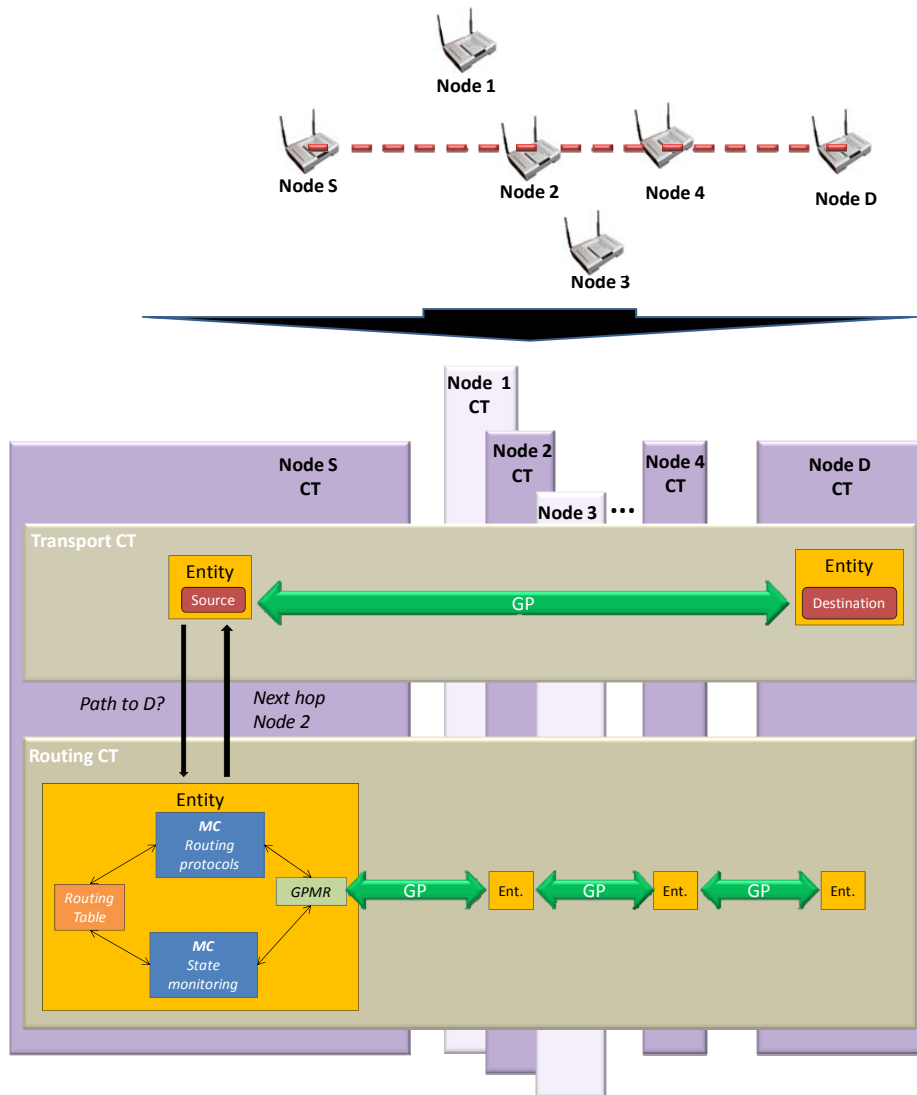 Node 1
Node S
Node 2
Node 4
Node D
Node 3
Node 1
CT
Node 2
CT
Node 3
...
Node S
CT
Node 4
CT
Node D
CT
Transport CT
Entity
Source
GP
Entity
Destination
Path to D?
Next hop
Node 2
Routing CT
Entity
MC
Routing
protocols
Routing
Table
GPMR
MC
State
monitoring
GP
Ent.
GP
Ent.
GP
Ent.